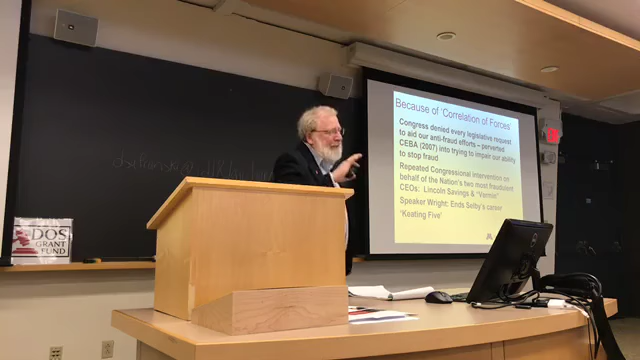 Because of 'Correlation of Forces'
Congress denied every legislative request
to aid our anti-fraud efforts – perverted
CEBA (2007) into trying to impair our ability
to stop fraud
Repeated Congressional intervention on
behalf of the Nation's two most fraudulent
CEOs: Lincoln Savings & "Vernon"
Speaker Wright: Ends Selby's career
'Keating Five'
DOS
GRANT
FUND